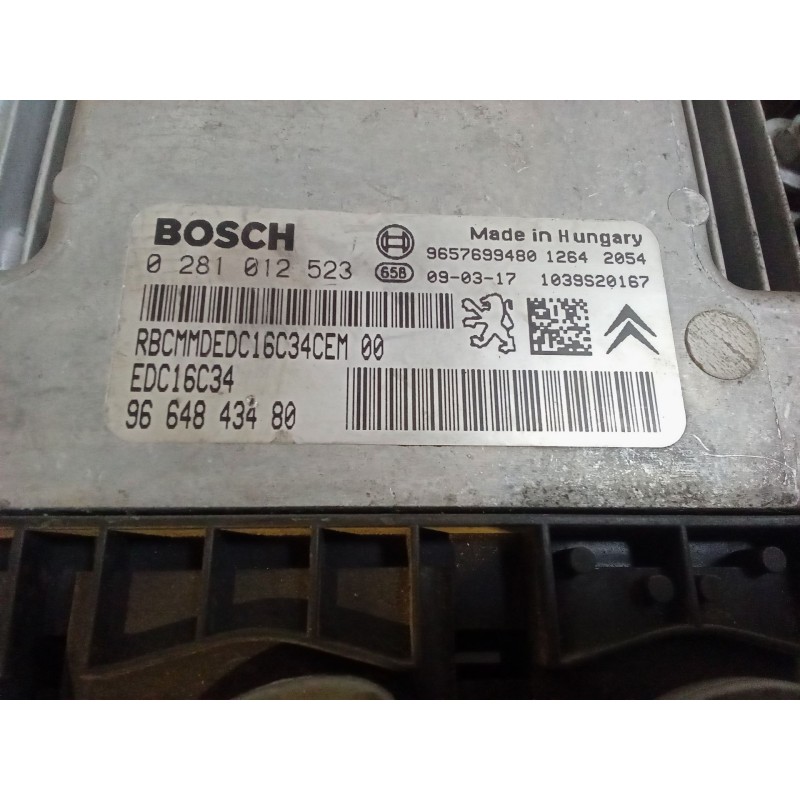 BOSCH
Made in Hungary
9657699480 1264 2054
0 281 012 523
658
09-03-17 1039S20167
RBCMMDEDC16C34CEM 00
EDC16C34
96 648 434 80